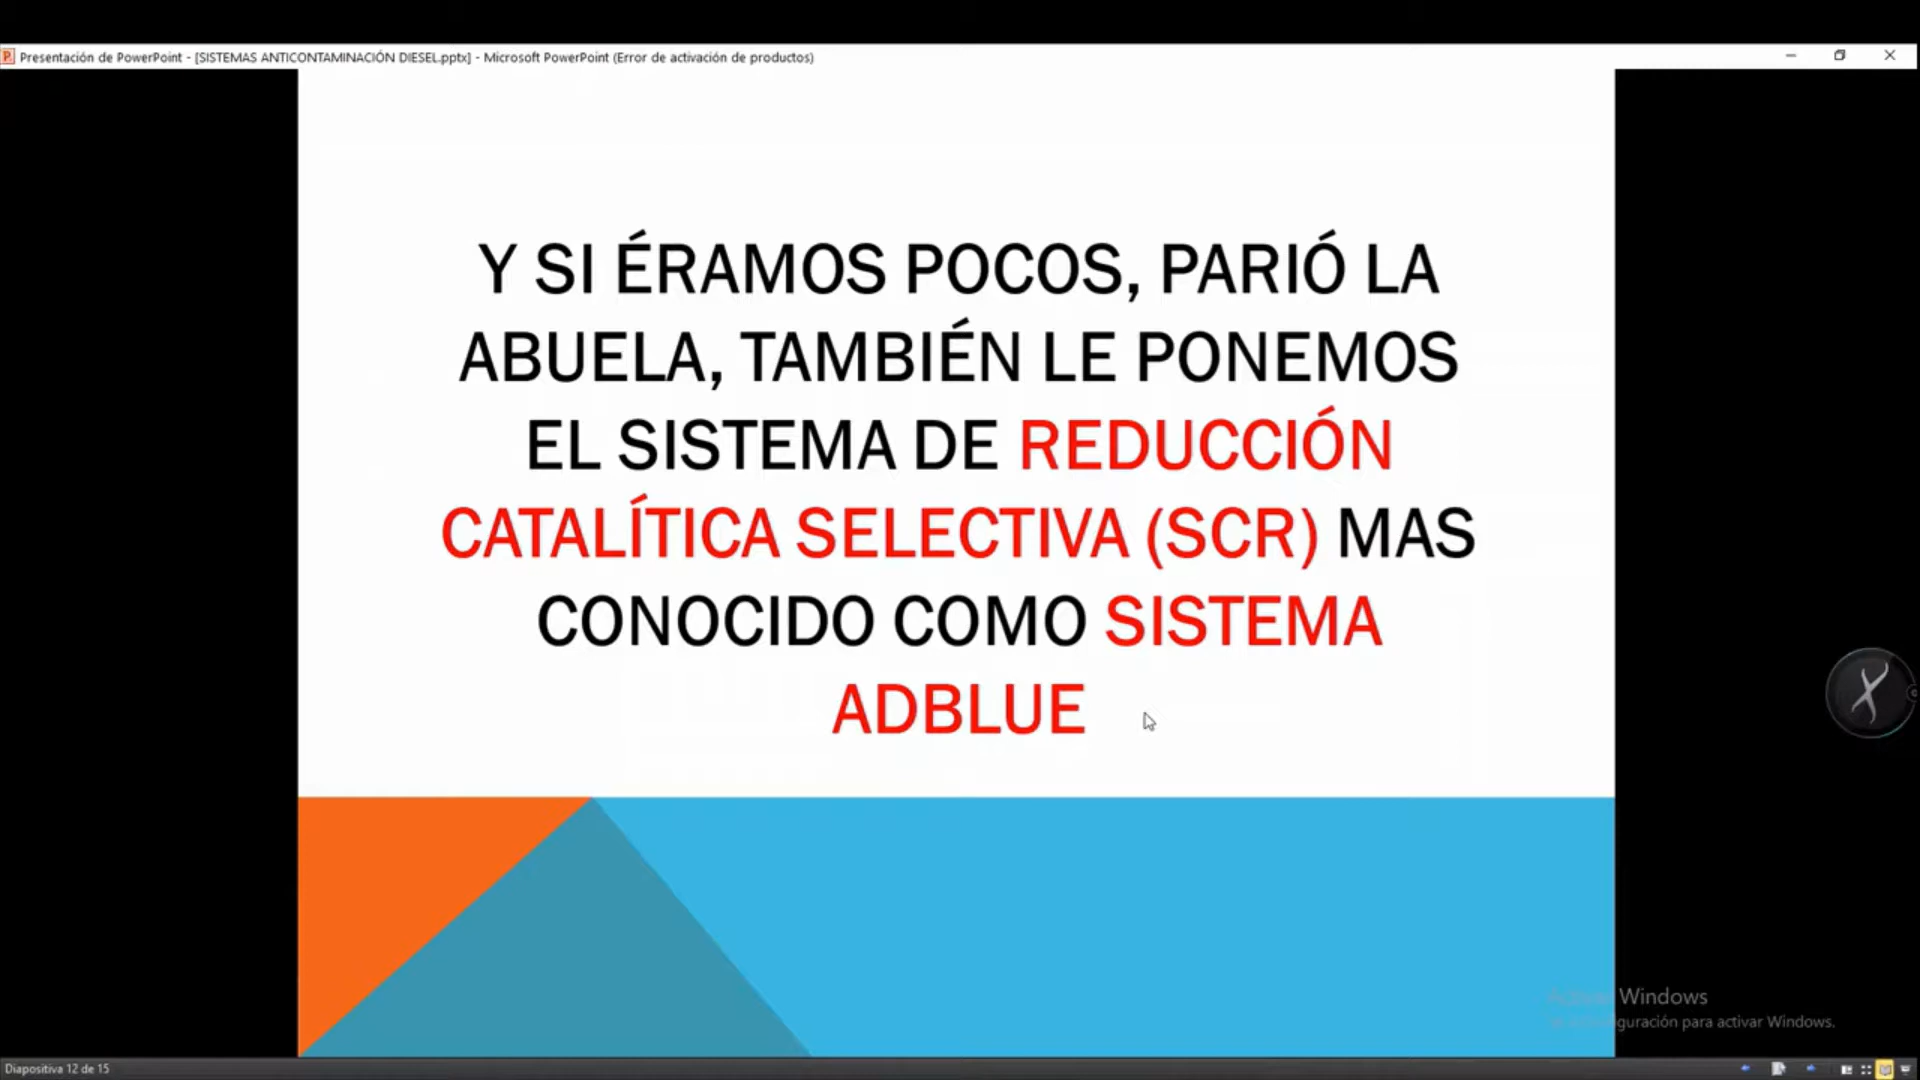 Presentación de PowerPoint - [SISTEMAS ANTICONTAMINACIÓN DIESEL.pptx] - Microsoft PowerPoint (Error de activación de productos)
Y SI ÉRAMOS POCOS, PARIÓ LA
ABUELA, TAMBIÉN LE PONEMOS
EL SISTEMA DE REDUCCIÓN
CATALÍTICA SELECTIVA (SCR) MAS
CONOCIDO COMO SISTEMA
ADBLUE
Windows
para activar Windows.
Diapositiva 12 de 15